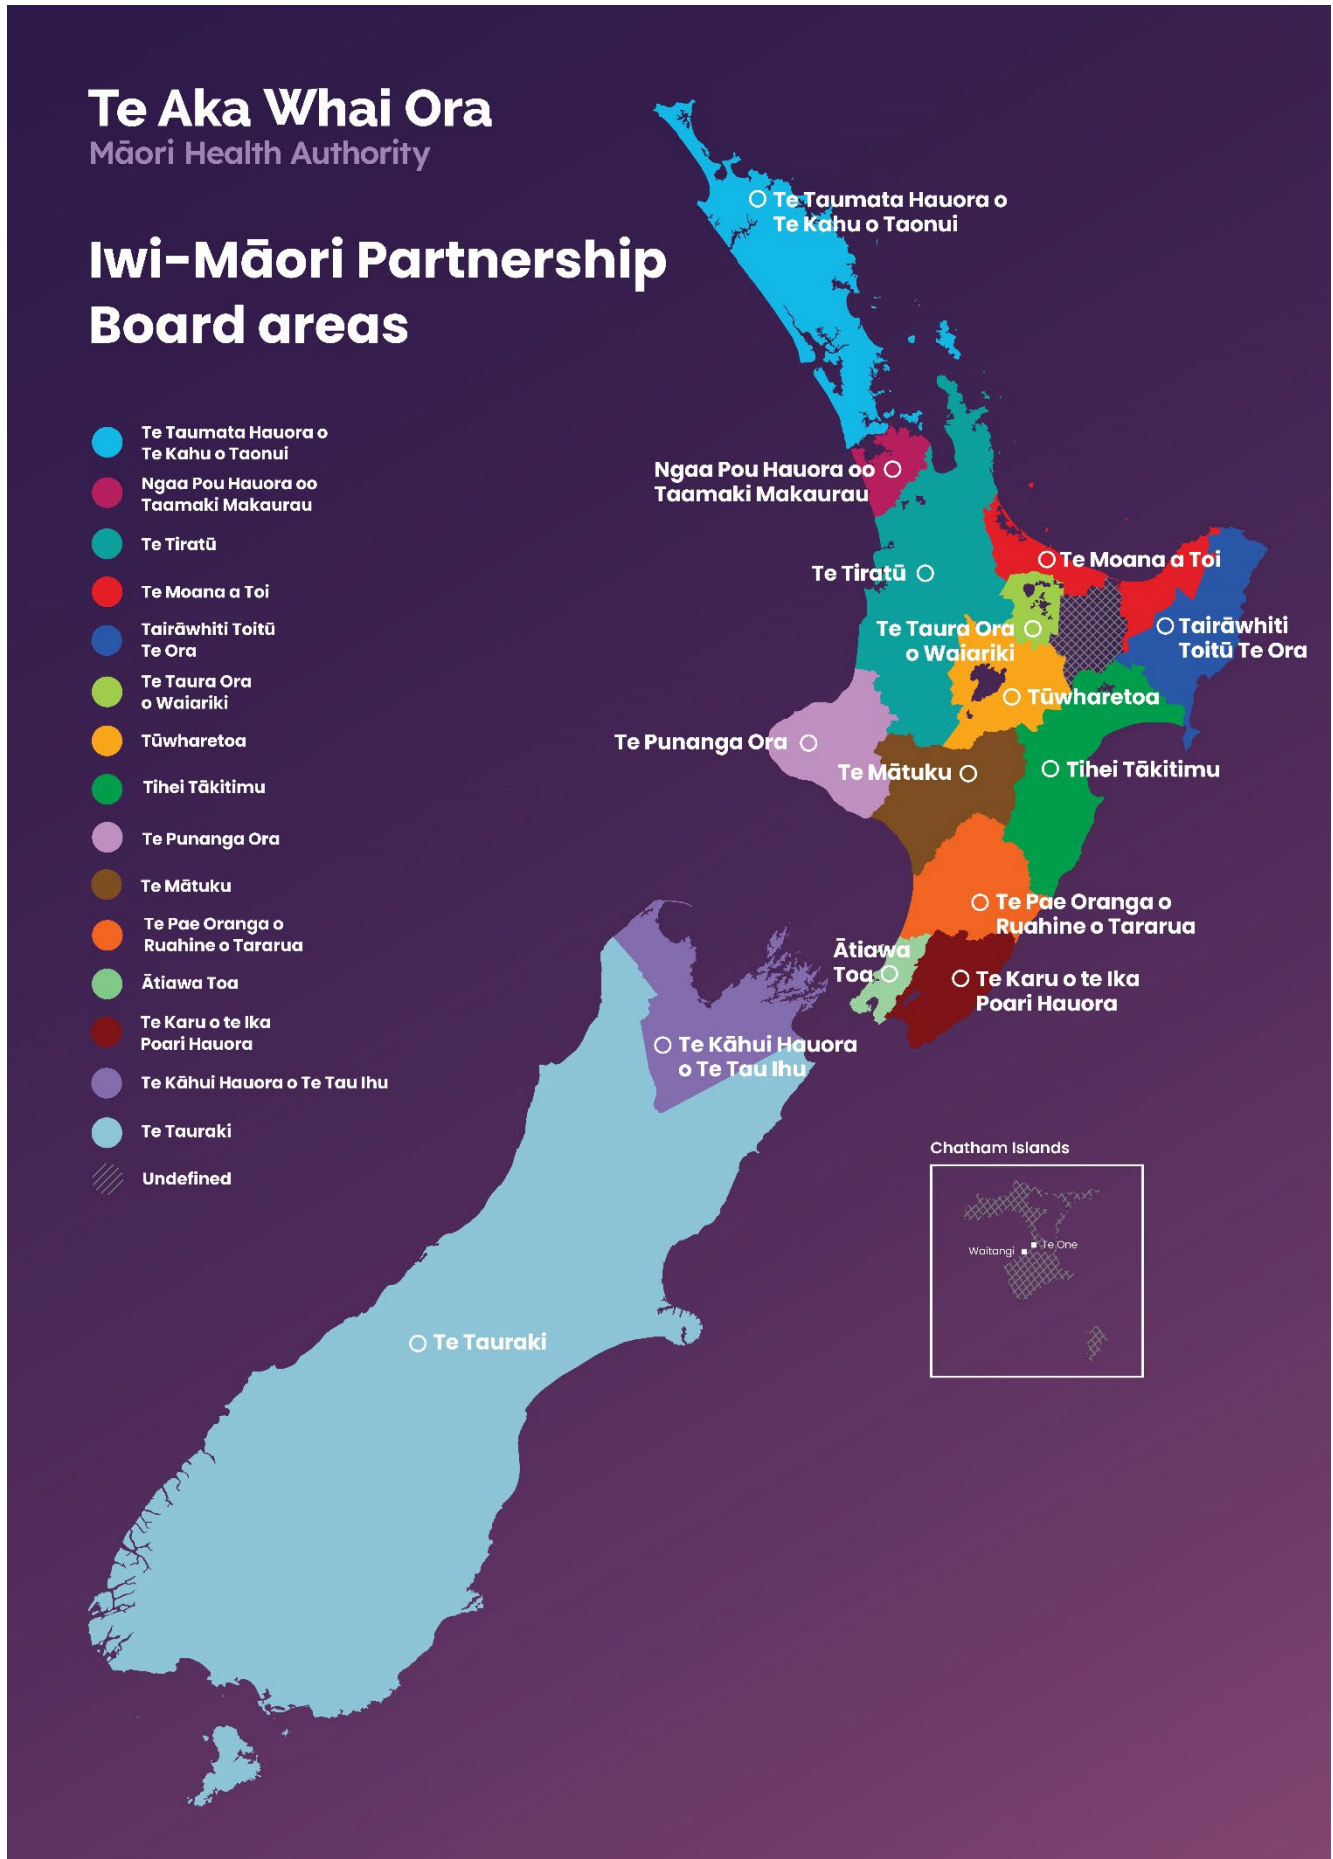 Te Aka Whai Ora
Māori Health Authority
Iwi-Māori Partnership
Board areas
Te Taumata Hauora o
Te Kahu o Taonui
Ngaa Pou Hauora oo
Taamaki Makaurau
Te Tiratū
Te Moana a Toi
Tairāwhiti Toitū
Te Ora
Te Taura Ora
o Waiariki
Tūwharetoa
Tihei Tākitimu
Te Punanga Ora
Te Mātuku
Te Pae Oranga o
Ruahine o Tararua
Ātiawa Toa
Te Karu o te Ika
Poari Hauora
Te Kāhui Hauora o Te Tau Ihu
Te Tauraki
Undefined
Te Taumata Hauora o
Te Kahu o Taonui
Ngaa Pou Hauora oo
Taamaki Makaurau
Te Moana a Toi
Te Tiratū
Te Taura Ora
o Waiariki
Tairāwhiti
Toitū Te Ora
Tūwharetoa
Te Punanga Ora
Te Mātuku
Tihei Tākitimu
Te Pae Oranga o
Ruahine o Tararua
Ātiawa
Toa
Te Karu o te Ika
Poari Hauora
Te Kāhui Hauora
o Te Tau Ihu
Te Tauraki
Chatham Islands
Te One
Waitangi